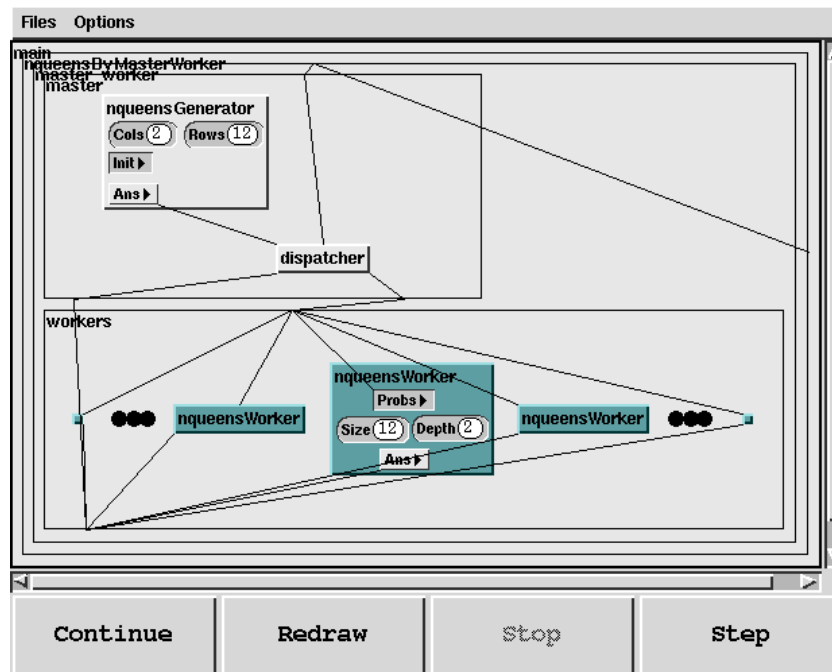 Files Options
main
nqueensByMasterWorker
master_worker
master
nqueensGenerator
Cols 2 Rows 12
Init
Ans
dispatcher
workers
nqueensWorker
Probs
nqueensWorker
nqueensWorker
Size 12 Depth 2
Ans
Continue Redraw Stop Step